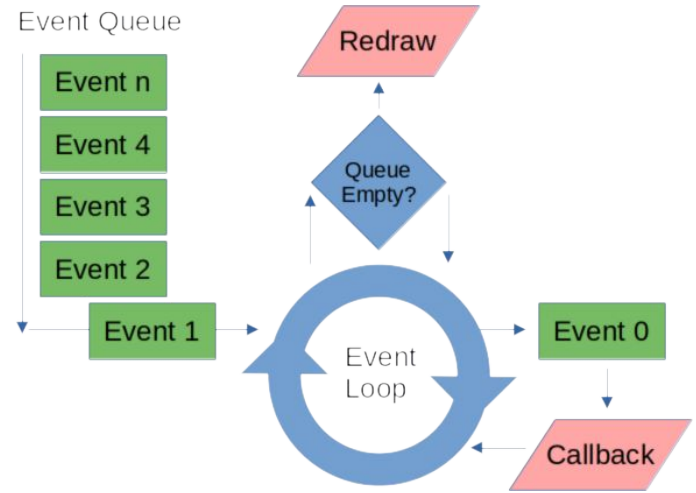 Event Queue
Event n
Event 4
Event 3
Event 2
Event 1
Redraw
Queue
Empty?
Event
Loop
Event 0
Callback